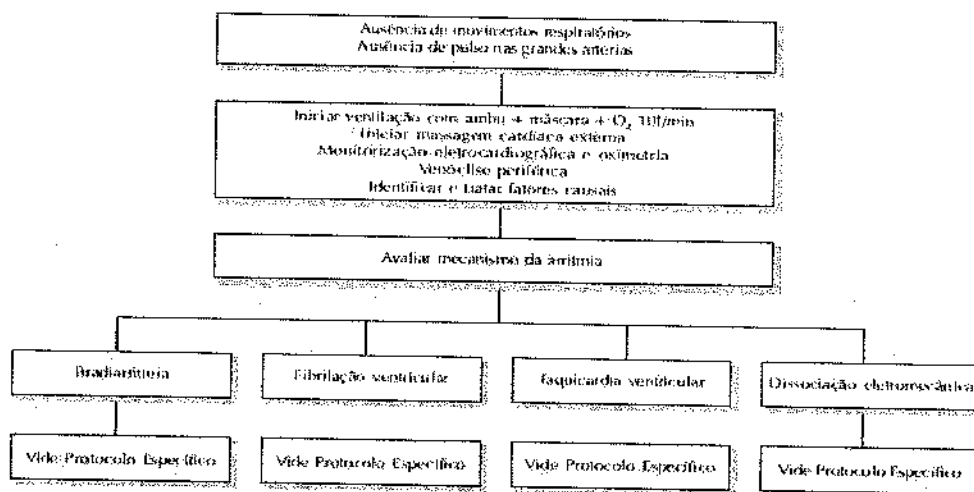 Ausência de movimentos respiratórios
Ausência de pulso nas grandes artérias
Iniciar ventilação com ambu + máscara + O₂ 10l/min
Iniciar massagem cardíaca externa
Monitorização eletrocardiográfica e oximetria
Venóclise periférica
Identificar e tratar fatores causais
Avaliar mecanismo da arritmia
Bradiarritmia
Fibrilação ventricular
Taquicardia ventricular
Dissociação eletromecânica
Vide Protocolo Específico
Vide Protocolo Específico
Vide Protocolo Específico
Vide Protocolo Específico